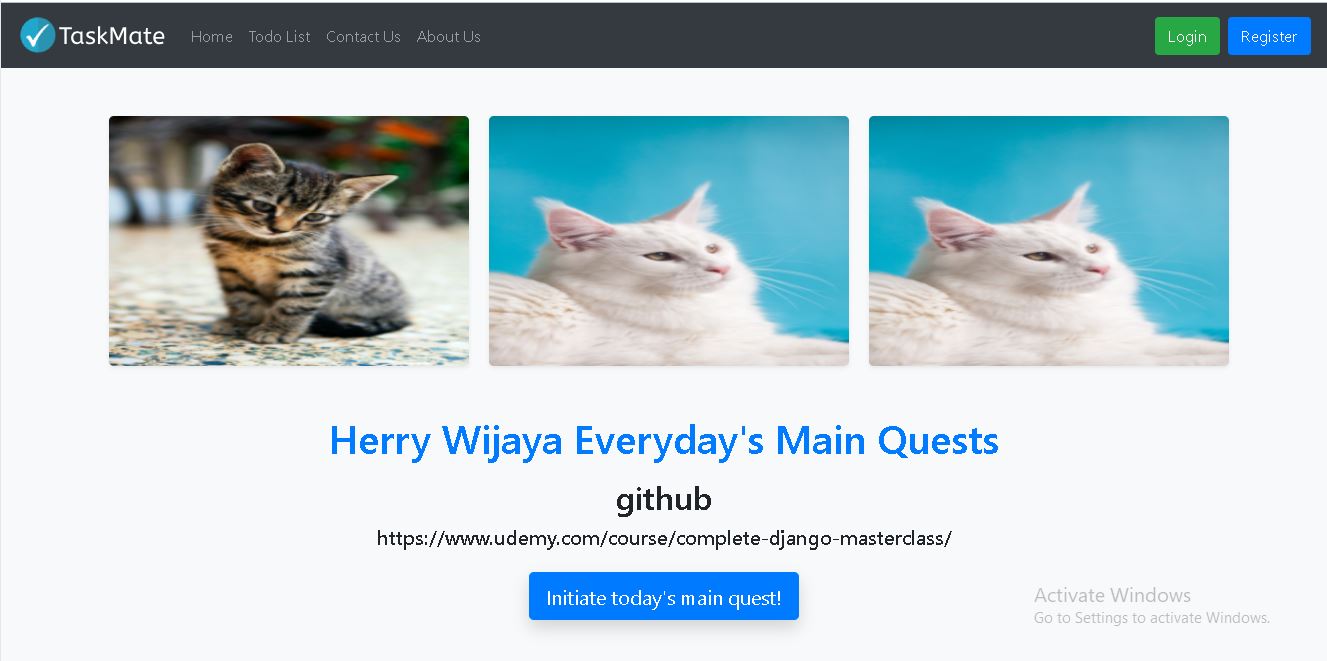 TaskMate
Home Todo List Contact Us About Us
Login Register
Herry Wijaya Everyday's Main Quests
github
https://www.udemy.com/course/complete-django-masterclass/
Initiate today's main quest!
Activate Windows
Go to Settings to activate Windows.